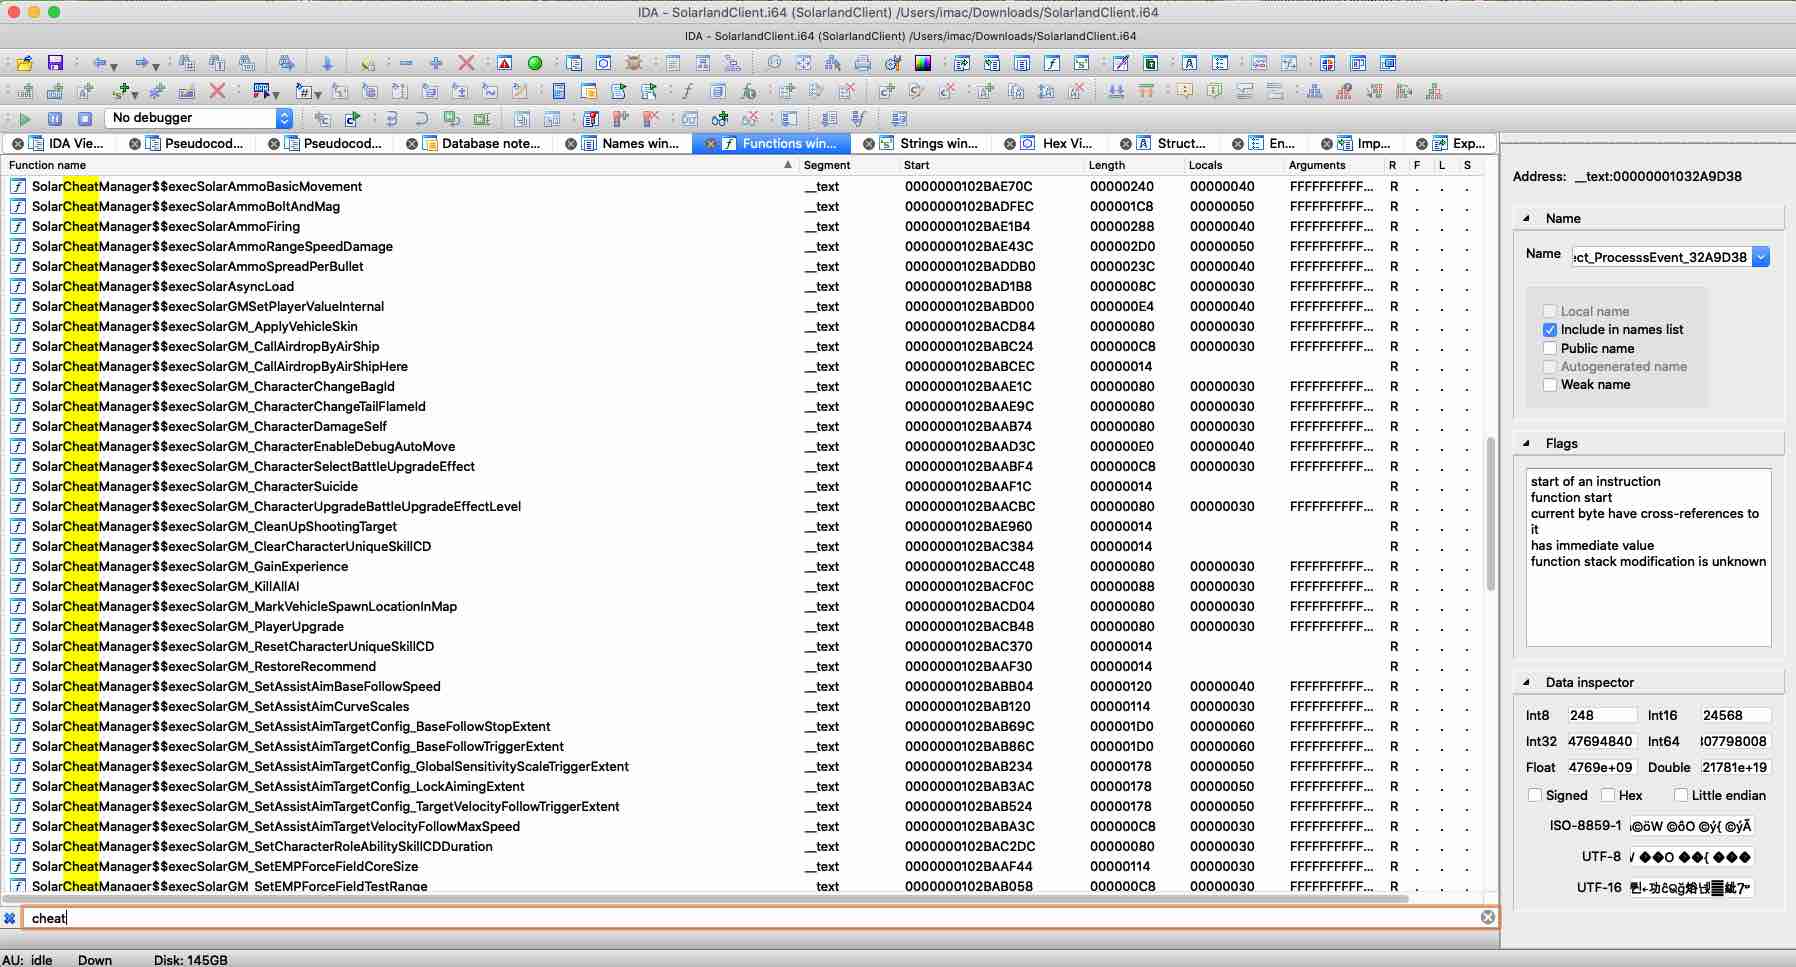 IDA - SolarlandClient.i64 (SolarlandClient) /Users/imac/Downloads/SolarlandClient.i64
IDA - SolarlandClient.i64 (SolarlandClient) /Users/imac/Downloads/SolarlandClient.i64
No debugger
IDA Vie... Pseudocod... Pseudocod... Database note... Names win... Functions win... Strings win... Hex Vi... Struct... En... Imp... Exp...
Function name Segment Start Length Locals Arguments R F L S
SolarCheatManager$$execSolarAmmoBasicMovement __text 0000000102BAE70C 00000240 00000040 FFFFFFFFFF... R . . .
SolarCheatManager$$execSolarAmmoBoltAndMag __text 0000000102BADFEC 000001C8 00000050 FFFFFFFFFF... R . . .
SolarCheatManager$$execSolarAmmoFiring __text 0000000102BAE1B4 00000288 00000040 FFFFFFFFFF... R . . .
SolarCheatManager$$execSolarAmmoRangeSpeedDamage __text 0000000102BAE43C 000002D0 00000050 FFFFFFFFFF... R . . .
SolarCheatManager$$execSolarAmmoSpreadPerBullet __text 0000000102BADDB0 0000023C 00000040 FFFFFFFFFF... R . . .
SolarCheatManager$$execSolarAsyncLoad __text 0000000102BAD1B8 0000008C 00000030 FFFFFFFFFF... R . . .
SolarCheatManager$$execSolarGMSetPlayerValueInternal __text 0000000102BABD00 000000E4 00000040 FFFFFFFFFF... R . . .
SolarCheatManager$$execSolarGM_ApplyVehicleSkin __text 0000000102BACD84 00000080 00000030 FFFFFFFFFF... R . . .
SolarCheatManager$$execSolarGM_CallAirdropByAirShip __text 0000000102BABC24 000000C8 00000030 FFFFFFFFFF... R . . .
SolarCheatManager$$execSolarGM_CallAirdropByAirShipHere __text 0000000102BABCEC 00000014 R . . .
SolarCheatManager$$execSolarGM_CharacterChangeBagId __text 0000000102BAAE1C 00000080 00000030 FFFFFFFFFF... R . . .
SolarCheatManager$$execSolarGM_CharacterChangeTailFlameId __text 0000000102BAAE9C 00000080 00000030 FFFFFFFFFF... R . . .
SolarCheatManager$$execSolarGM_CharacterDamageSelf __text 0000000102BAAB74 00000080 00000030 FFFFFFFFFF... R . . .
SolarCheatManager$$execSolarGM_CharacterEnableDebugAutoMove __text 0000000102BAAD3C 000000E0 00000040 FFFFFFFFFF... R . . .
SolarCheatManager$$execSolarGM_CharacterSelectBattleUpgradeEffect __text 0000000102BAABF4 000000C8 00000030 FFFFFFFFFF... R . . .
SolarCheatManager$$execSolarGM_CharacterSuicide __text 0000000102BAAF1C 00000014 R . . .
SolarCheatManager$$execSolarGM_CharacterUpgradeBattleUpgradeEffectLevel __text 0000000102BAACBC 00000080 00000030 FFFFFFFFFF... R . . .
SolarCheatManager$$execSolarGM_CleanUpShootingTarget __text 0000000102BAE960 00000014 R . . .
SolarCheatManager$$execSolarGM_ClearCharacterUniqueSkillCD __text 0000000102BAC384 00000014 R . . .
SolarCheatManager$$execSolarGM_GainExperience __text 0000000102BACC48 00000080 00000030 FFFFFFFFFF... R . . .
SolarCheatManager$$execSolarGM_KillAllAI __text 0000000102BACF0C 00000088 00000030 FFFFFFFFFF... R . . .
SolarCheatManager$$execSolarGM_MarkVehicleSpawnLocationInMap __text 0000000102BACD04 00000080 00000030 FFFFFFFFFF... R . . .
SolarCheatManager$$execSolarGM_PlayerUpgrade __text 0000000102BACB48 00000080 00000030 FFFFFFFFFF... R . . .
SolarCheatManager$$execSolarGM_ResetCharacterUniqueSkillCD __text 0000000102BAC370 00000014 R . . .
SolarCheatManager$$execSolarGM_RestoreRecommend __text 0000000102BAAF30 00000014 R . . .
SolarCheatManager$$execSolarGM_SetAssistAimBaseFollowSpeed __text 0000000102BABB04 00000120 00000040 FFFFFFFFFF... R . . .
SolarCheatManager$$execSolarGM_SetAssistAimCurveScales __text 0000000102BAB120 00000114 00000030 FFFFFFFFFF... R . . .
SolarCheatManager$$execSolarGM_SetAssistAimTargetConfig_BaseFollowStopExtent __text 0000000102BAB69C 000001D0 00000060 FFFFFFFFFF... R . . .
SolarCheatManager$$execSolarGM_SetAssistAimTargetConfig_BaseFollowTriggerExtent __text 0000000102BAB86C 000001D0 00000060 FFFFFFFFFF... R . . .
SolarCheatManager$$execSolarGM_SetAssistAimTargetConfig_GlobalSensitivityScaleTriggerExtent __text 0000000102BAB234 00000178 00000050 FFFFFFFFFF... R . . .
SolarCheatManager$$execSolarGM_SetAssistAimTargetConfig_LockAimingExtent __text 0000000102BAB3AC 00000178 00000050 FFFFFFFFFF... R . . .
SolarCheatManager$$execSolarGM_SetAssistAimTargetConfig_TargetVelocityFollowTriggerExtent __text 0000000102BAB524 00000178 00000050 FFFFFFFFFF... R . . .
SolarCheatManager$$execSolarGM_SetAssistAimTargetVelocityFollowMaxSpeed __text 0000000102BABA3C 000000C8 00000030 FFFFFFFFFF... R . . .
SolarCheatManager$$execSolarGM_SetCharacterRoleAbilitySkillCDDuration __text 0000000102BAC2DC 00000080 00000030 FFFFFFFFFF... R . . .
SolarCheatManager$$execSolarGM_SetEMPForceFieldCoreSize __text 0000000102BAAF44 00000114 00000030 FFFFFFFFFF... R . . .
SolarCheatManager$$execSolarGM_SetEMPForceFieldTestRange __text 0000000102BAB058 000000C8 00000030 FFFFFFFFFF... R . . .
cheat
AU: idle Down Disk: 145GB
Address: __text:00000001032A9D38
Name
Name :ect_ProcesssEvent_32A9D38
Local name
Include in names list
Public name
Autogenerated name
Weak name
Flags
start of an instruction
function start
current byte have cross-references to
it
has immediate value
function stack modification is unknown
Data inspector
Int8 248 Int16 24568
Int32 47694840 Int64 307798008
Float 4769e+09 Double 21781e+19
Signed Hex Little endian
ISO-8859-1 ©öW ©ôO ©ý{ ©ýÃ
UTF-8
UTF-16